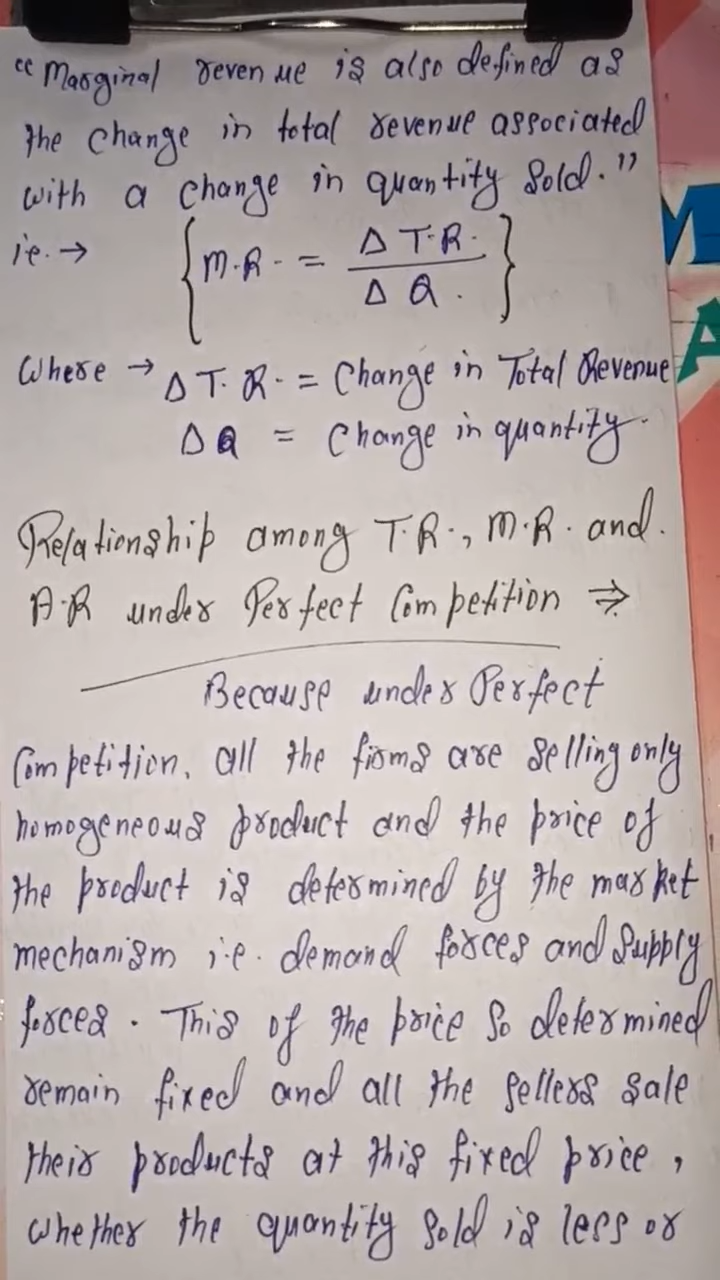 “Marginal revenue is also defined as
the change in total revenue associated
with a change in quantity sold.”
i.e. → { M.R. = Δ T.R. / Δ Q. }
Where → Δ T.R. = Change in Total Revenue
Δ Q = Change in quantity.
Relationship among T.R., M.R. and.
A.R under Perfect Competition ⇒
Because under Perfect
Competition, all the firms are selling only
homogeneous product and the price of
the product is determined by the market
mechanism i.e. demand forces and supply
forces. This of the price so determined
remain fixed and all the sellers sale
their products at this fixed price,
whether the quantity sold is less or
M
A